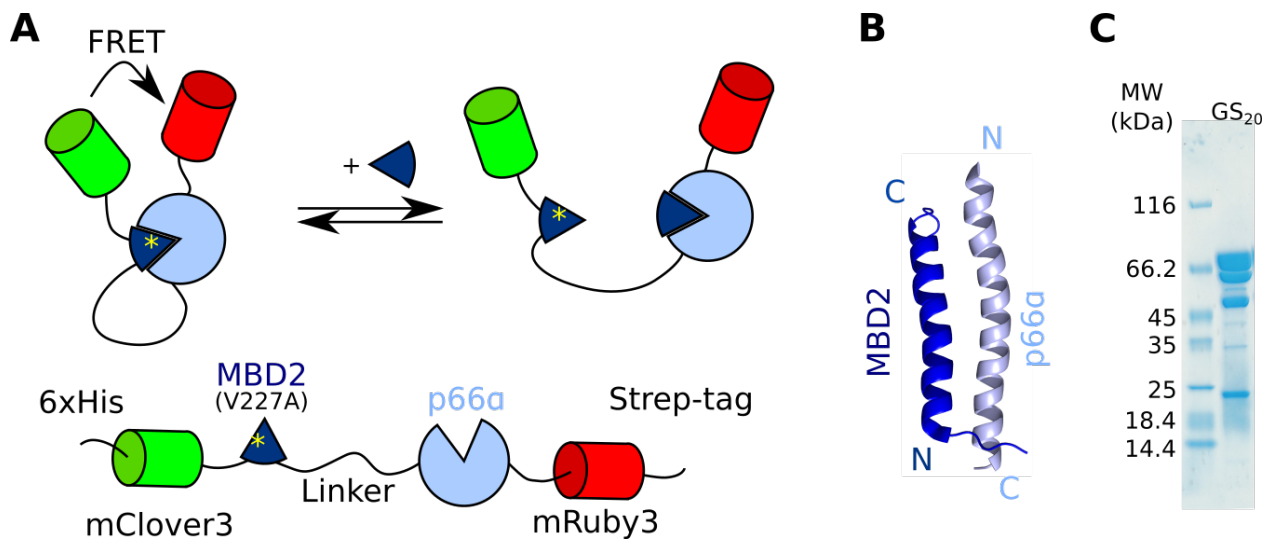 A
FRET
+
*
*
6xHis
MBD2
(V227A)
*
p66α
Strep-tag
Linker
mClover3
mRuby3
B
N
C
MBD2
p66α
N
C
C
MW
(kDa)
GS20
116
66.2
45
35
25
18.4
14.4